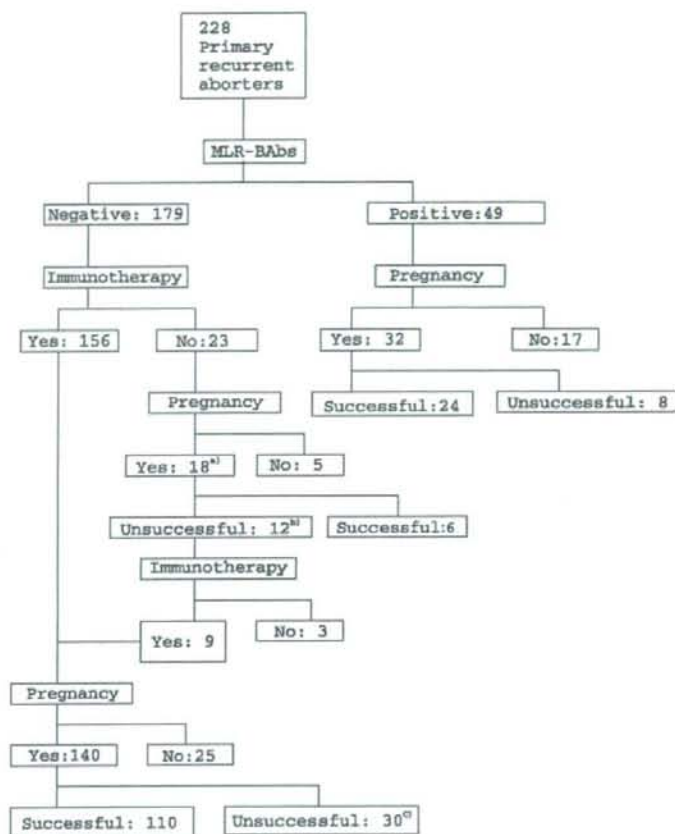 228
Primary
recurrent
aborters
MLR-BAbs
Negative: 179
Positive:49
Immunotherapy
Pregnancy
Yes: 156
No:23
Yes: 32
No:17
Pregnancy
Successful:24
Unsuccessful: 8
Yes: 18a)
No: 5
Unsuccessful: 12b)
Successful:6
Immunotherapy
Yes: 9
No: 3
Pregnancy
Yes:140
No:25
Successful: 110
Unsuccessful: 30c)